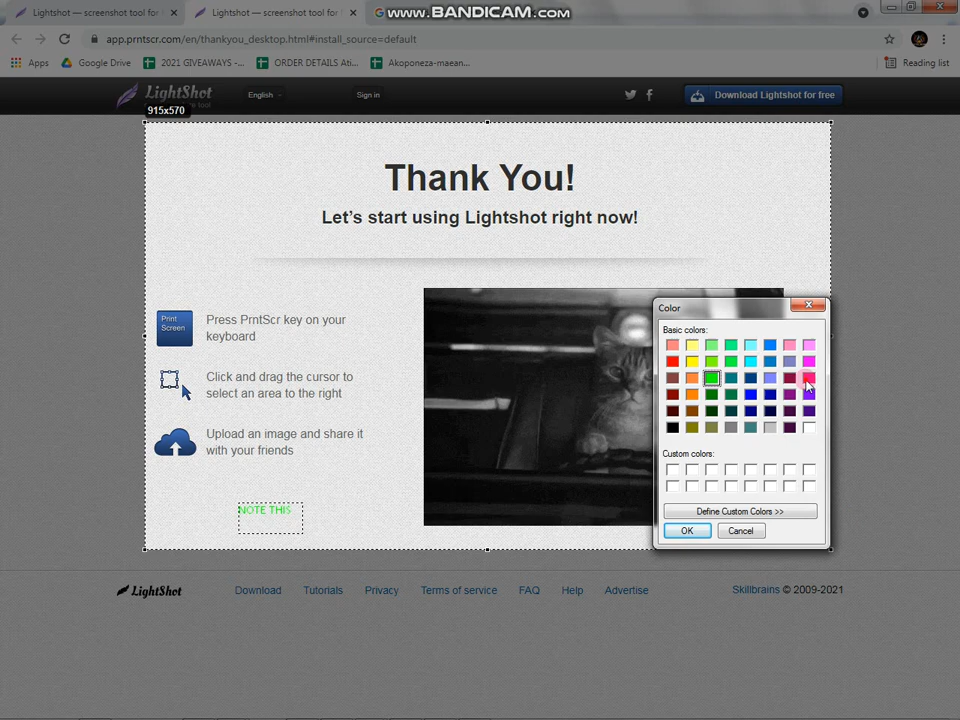 Lightshot — screenshot tool for
Lightshot — screenshot tool for
www.BANDICAM.com
app.prntscr.com/en/thankyou_desktop.html#install_source=default
Apps
Google Drive
2021 GIVEAWAYS -...
ORDER DETAILS Ati...
Akoponeza-maean...
Reading list
LightShot
English
Sign in
Download Lightshot for free
915x570
Thank You!
Let's start using Lightshot right now!
Print
Screen
Press PrntScr key on your
keyboard
Click and drag the cursor to
select an area to the right
Upload an image and share it
with your friends
NOTE THIS
Color
Basic colors:
Custom colors:
Define Custom Colors >>
OK
Cancel
LightShot
Download
Tutorials
Privacy
Terms of service
FAQ
Help
Advertise
Skillbrains © 2009-2021